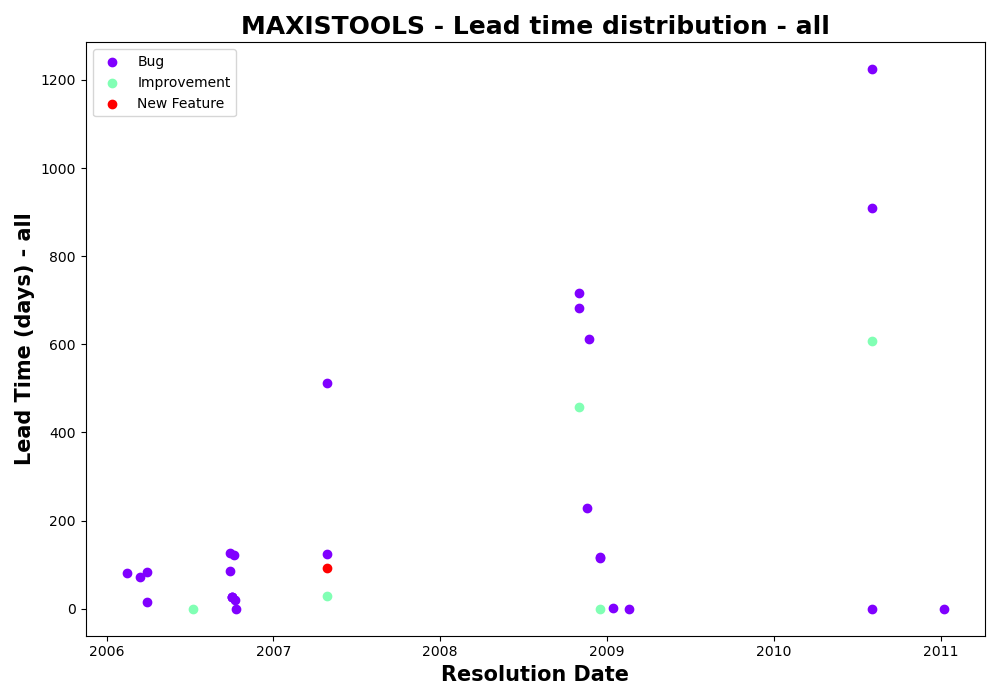 MAXISTOOLS - Lead time distribution - all
Bug
Improvement
New Feature
Lead Time (days) - all
1200
1000
800
600
400
200
0
2006 2007 2008 2009 2010 2011
Resolution Date